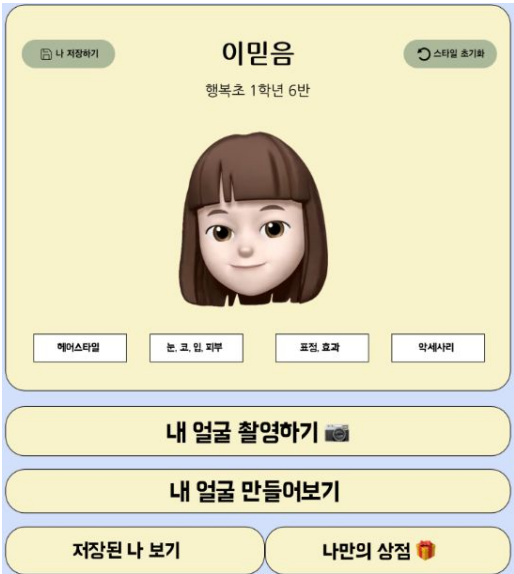 나 저장하기
이믿음
스타일 초기화
행복초 1학년 6반
헤어스타일
눈, 코, 입, 피부
표정, 효과
악세사리
내 얼굴 촬영하기
내 얼굴 만들어보기
저장된 나 보기
나만의 상점